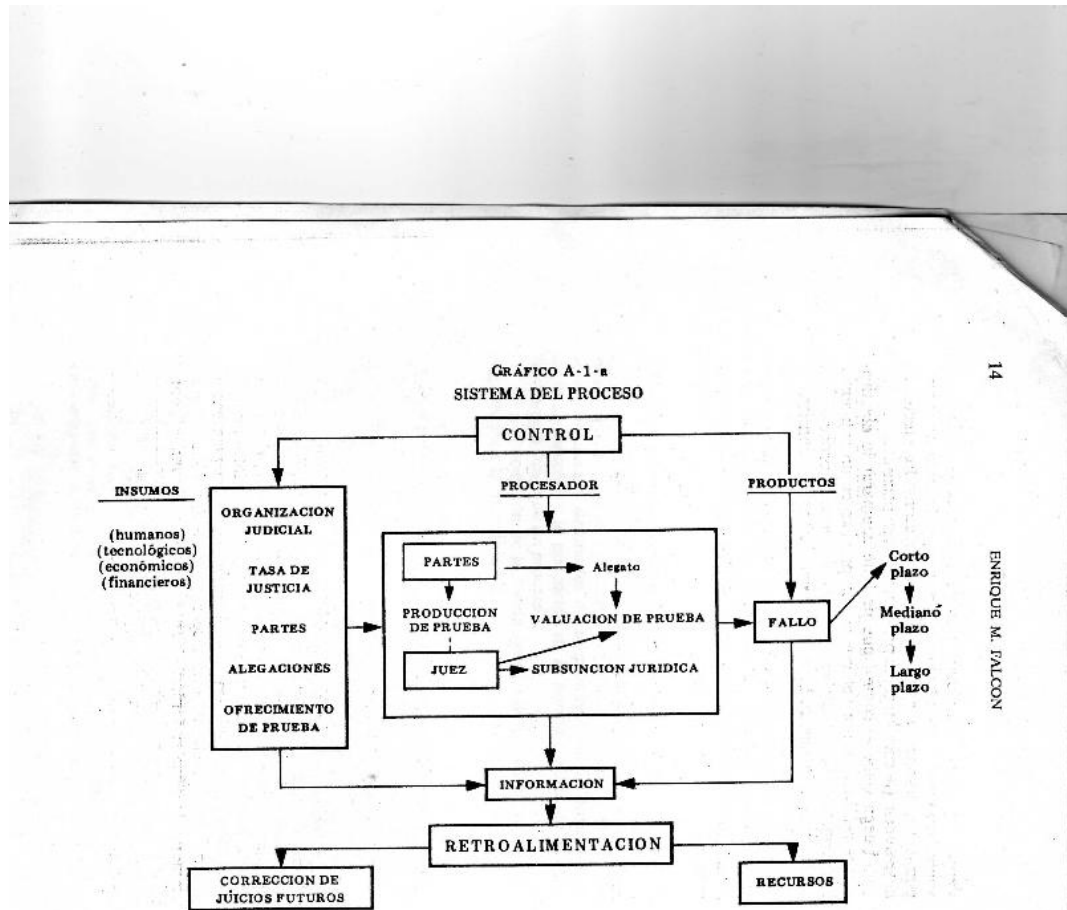 GRÁFICO A-1-a
SISTEMA DEL PROCESO
14
CONTROL
INSUMOS
PROCESADOR
PRODUCTOS
(humanos)
(tecnológicos)
(económicos)
(financieros)
ORGANIZACION
JUDICIAL
TASA DE
JUSTICIA
PARTES
ALEGACIONES
OFRECIMIENTO
DE PRUEBA
PARTES
Alegato
PRODUCCION
DE PRUEBA
VALUACION DE PRUEBA
JUEZ
SUBSUNCION JURIDICA
FALLO
Corto
plazo
Medianó
plazo
Largo
plazo
ENRIQUE M. FALCON
INFORMACION
RETROALIMENTACION
CORRECCION DE
JUICIOS FUTUROS
RECURSOS